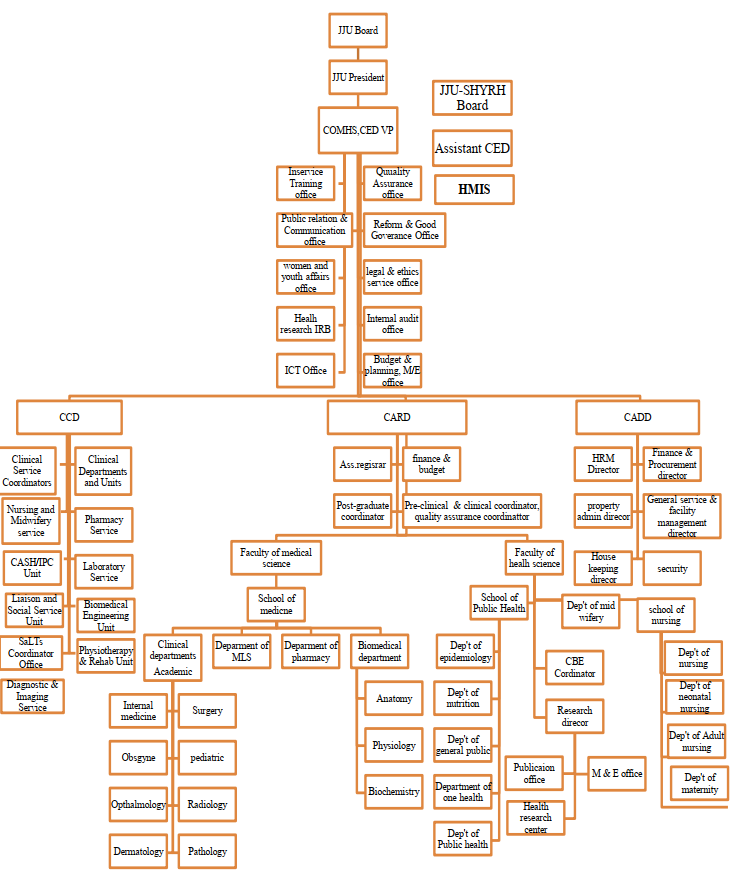 JJU Board
JJU President
COMHS,CED VP
JJU-SHYRH
Board
Assistant CED
HMIS
Inservice
Training
office
Quuality
Assurance
office
Public relation &
Communication
office
Reform & Good
Goverance Office
women and
youth affairs
office
legal & ethics
service office
Healh
research IRB
Internal audit
office
ICT Office
Budget &
planning, M/E
office
CCD
CARD
CADD
Clinical
Service
Coordinators
Clinical
Departments
and Units
Nursing and
Midwifery
service
Pharmacy
Service
CASH/IPC
Unit
Laboratory
Service
Liaison and
Social Service
Unit
Biomedical
Engineering
Unit
SaLTs
Coordinator
Office
Physiotherapy
& Rehab Unit
Diagnostic &
Imaging
Service
Ass.regisrar
finance &
budget
Post-graduate
coordinator
Pre-clinical & clinical coordinator,
quality assurance coordinattor
HRM
Director
Finance &
Procurement
director
property
admin direcor
General service &
facility
management
director
House
keeping
direcor
security
Faculty of medical
science
Faculty of
healh science
School of
medicne
School of
Public Health
Dep't of mid
wifery
school of
nursing
Clinical
departments
Academic
Deparment of
MLS
Deparment of
pharmacy
Biomedical
department
Internal
medicine
Surgery
Obsgyne
pediatric
Opthalmology
Radiology
Dermatology
Pathology
Anatomy
Physiology
Biochemistry
Dep't of
epidemiology
Dep't of
nutrition
Dep't of
general public
Department of
one health
Dep't of
Public health
CBE
Cordinator
Research
direcor
Publicaion
office
M & E office
Health
research
center
Dep't of
nursing
Dep't of
neonatal
nursing
Dep't of Adult
nursing
Dep't of
maternity